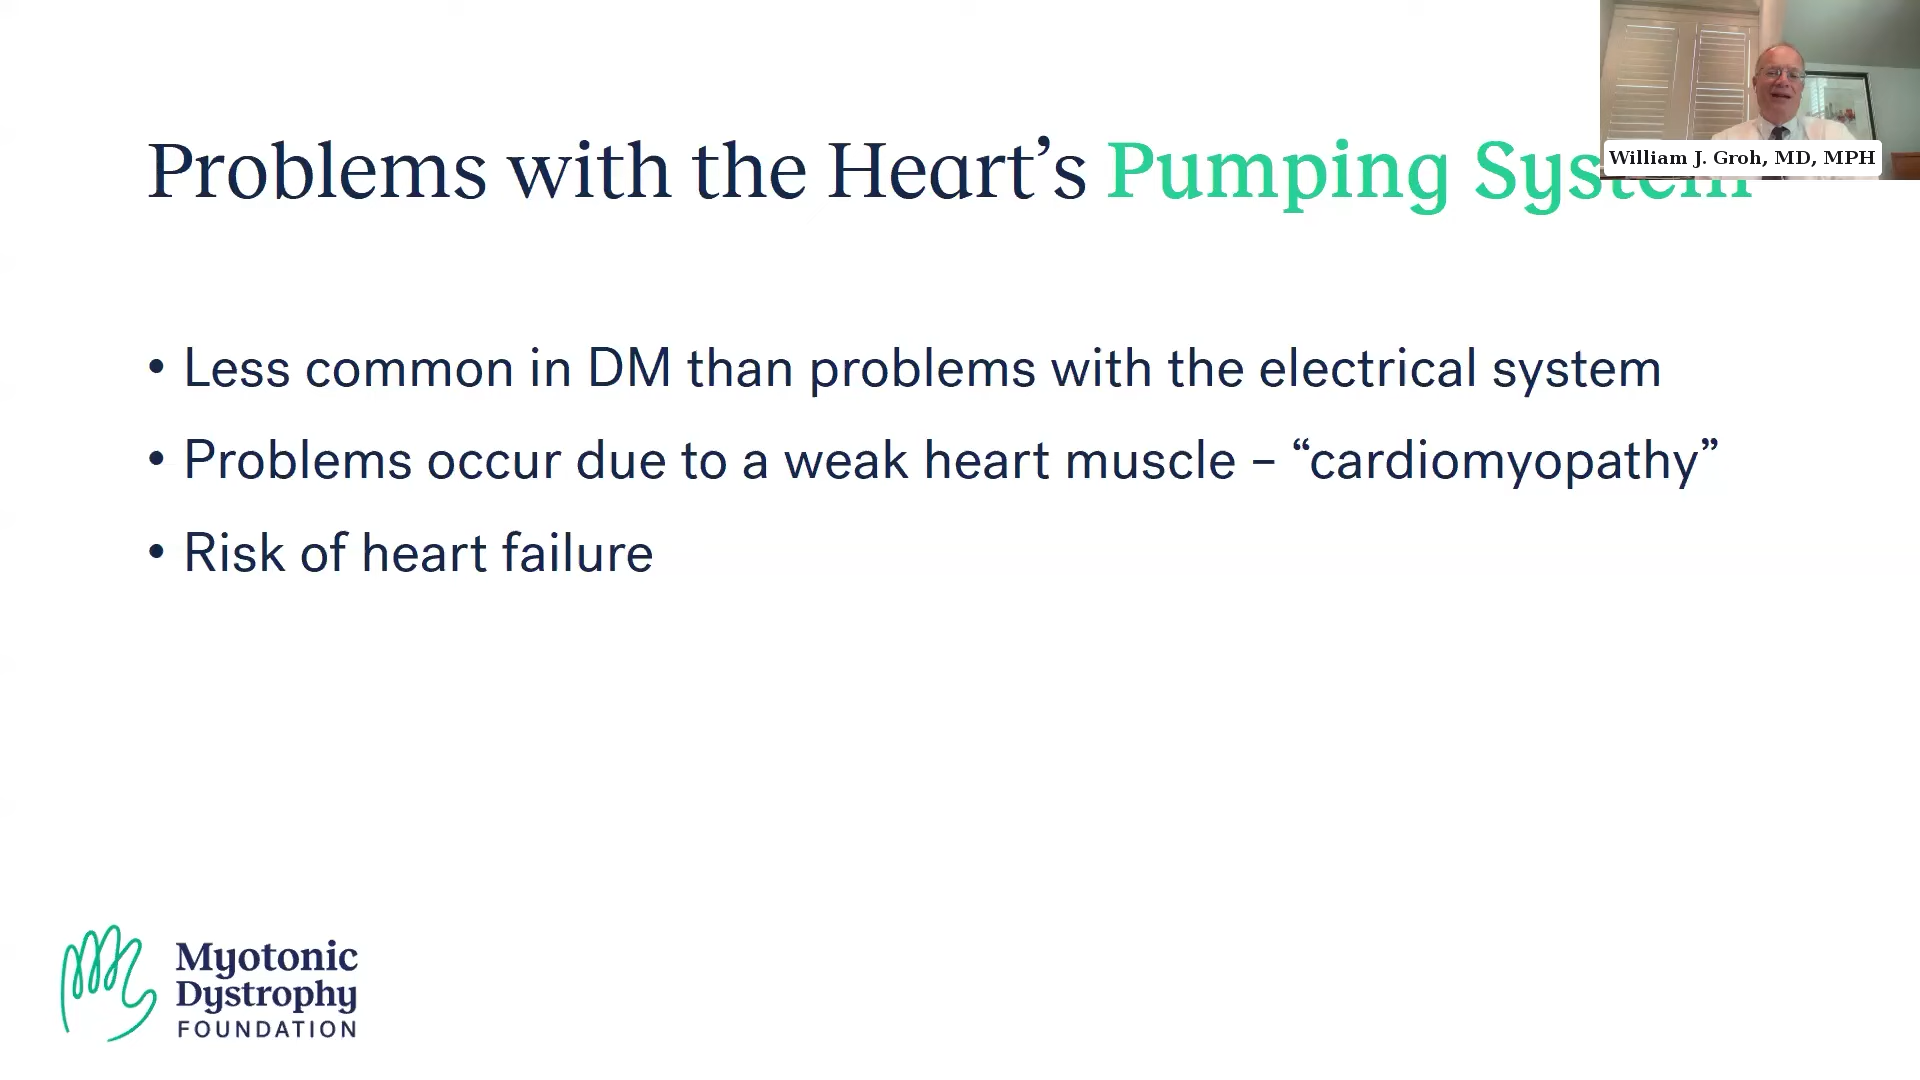 Problems with the Heart’s Pumping System
William J. Groh, MD, MPH
• Less common in DM than problems with the electrical system
• Problems occur due to a weak heart muscle – “cardiomyopathy”
• Risk of heart failure
Myotonic
Dystrophy
FOUNDATION